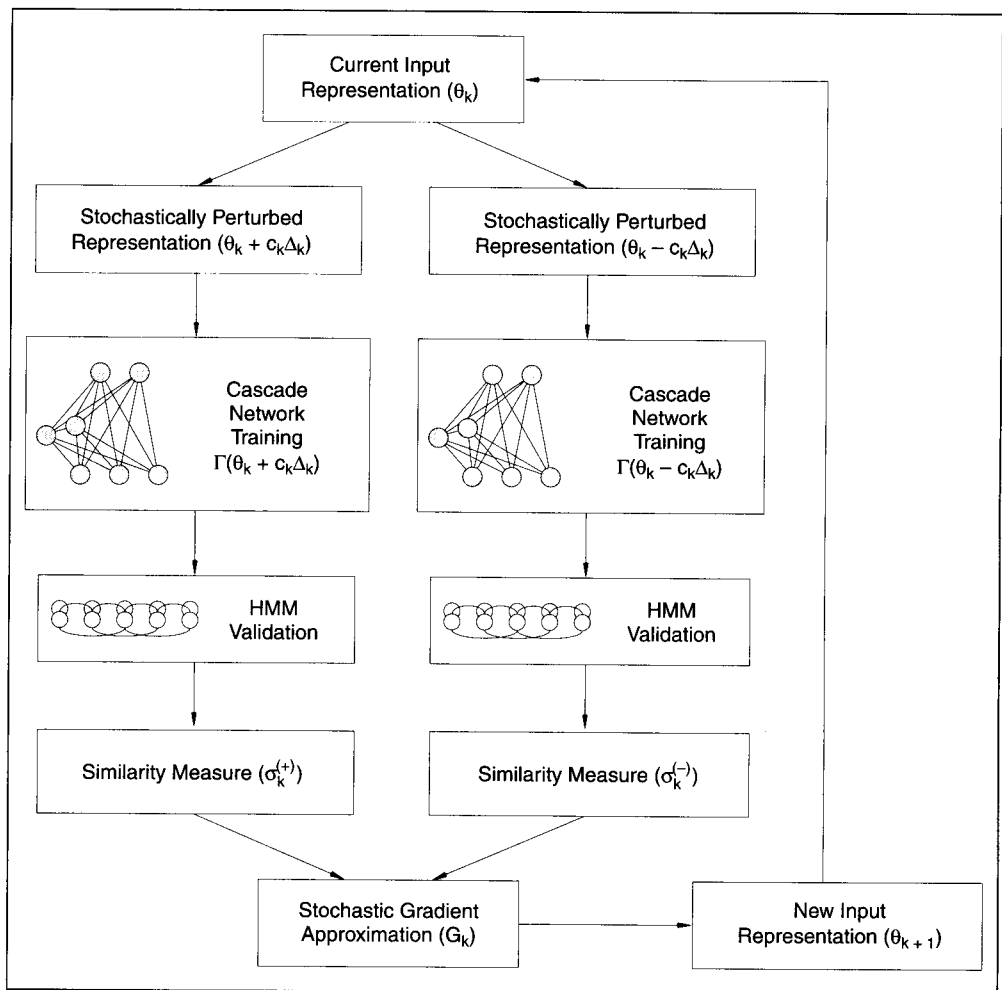 Current Input
Representation (θk)
Stochastically Perturbed
Representation (θk + ckΔk)
Stochastically Perturbed
Representation (θk − ckΔk)
Cascade
Network
Training
Γ(θk + ckΔk)
Cascade
Network
Training
Γ(θk − ckΔk)
HMM
Validation
HMM
Validation
Similarity Measure (σk(+))
Similarity Measure (σk(−))
Stochastic Gradient
Approximation (Gk)
New Input
Representation (θk + 1)